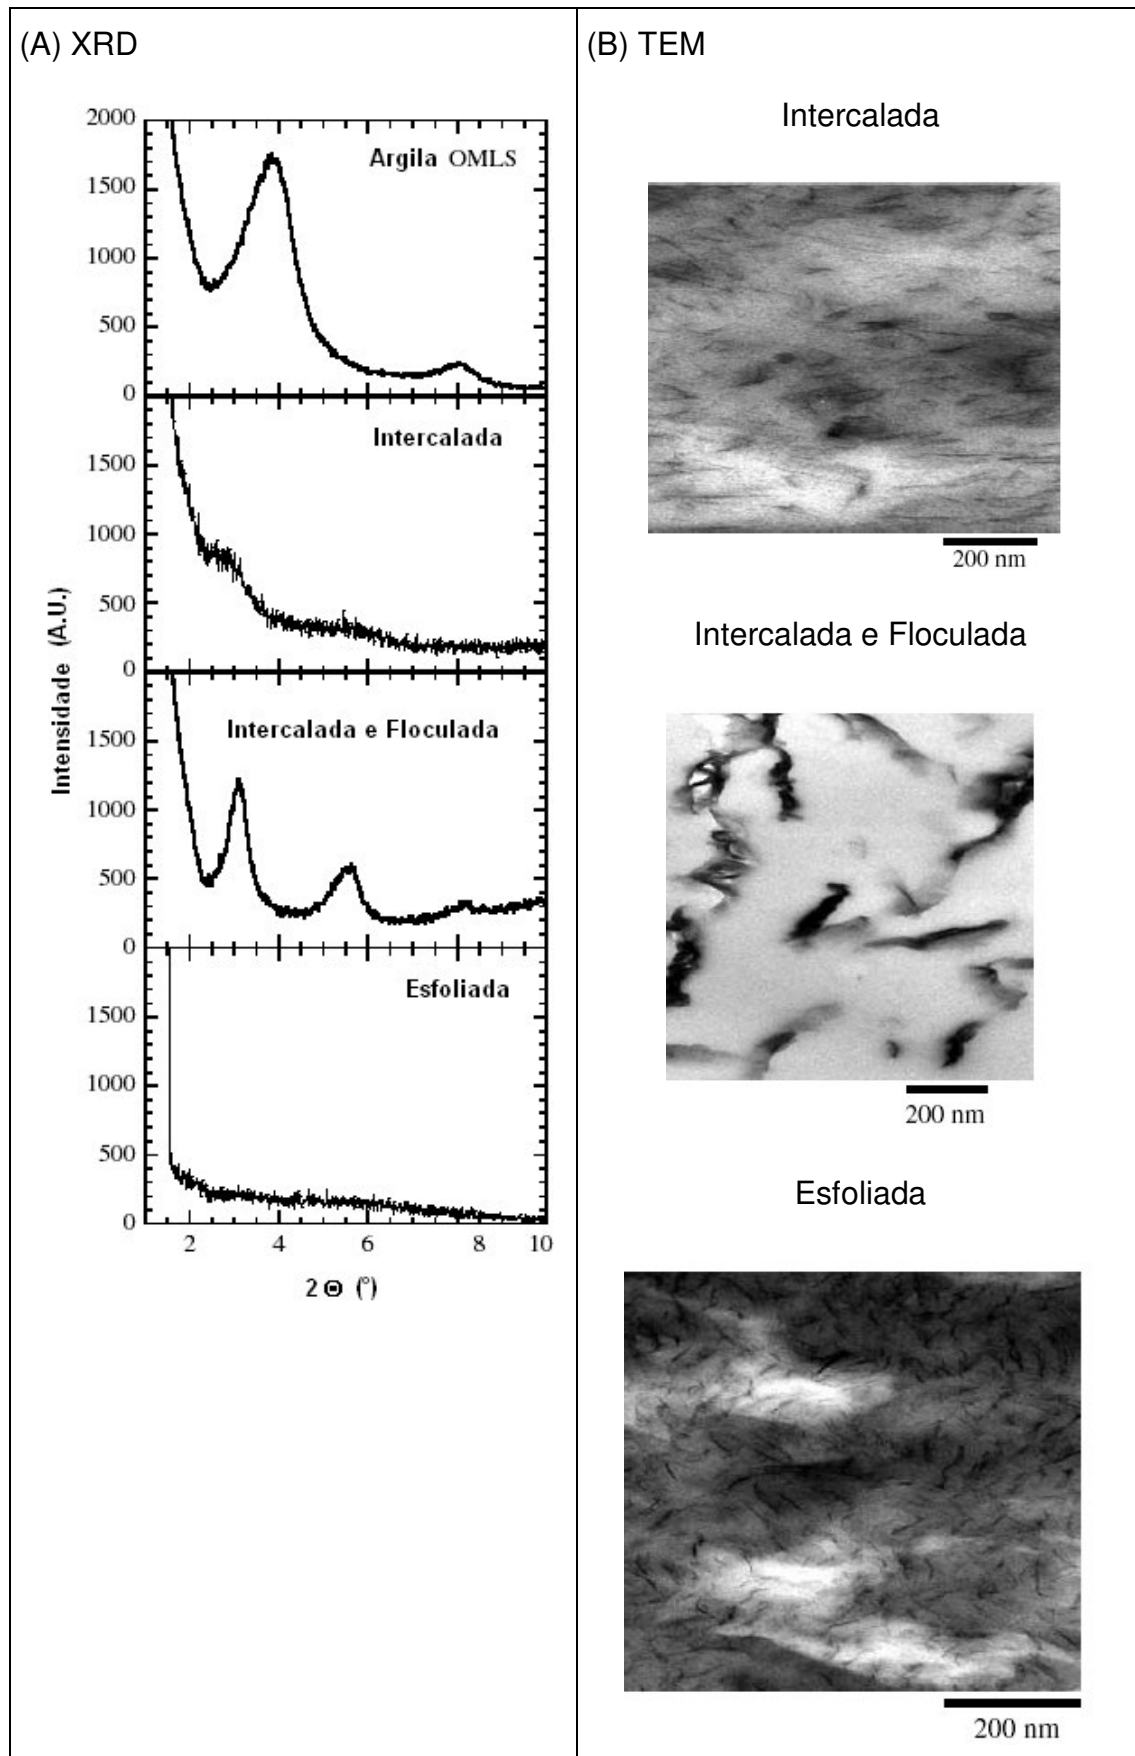 (A) XRD
2000
Argila OMLS
1500
1000
500
0
Intercalada
1500
1000
500
0
Intercalada e Floculada
1500
1000
500
0
Esfoliada
1500
1000
500
0
2 4 6 8 10
2 Θ (°)
Intensidade (A.U.)
(B) TEM
Intercalada
200 nm
Intercalada e Floculada
200 nm
Esfoliada
200 nm